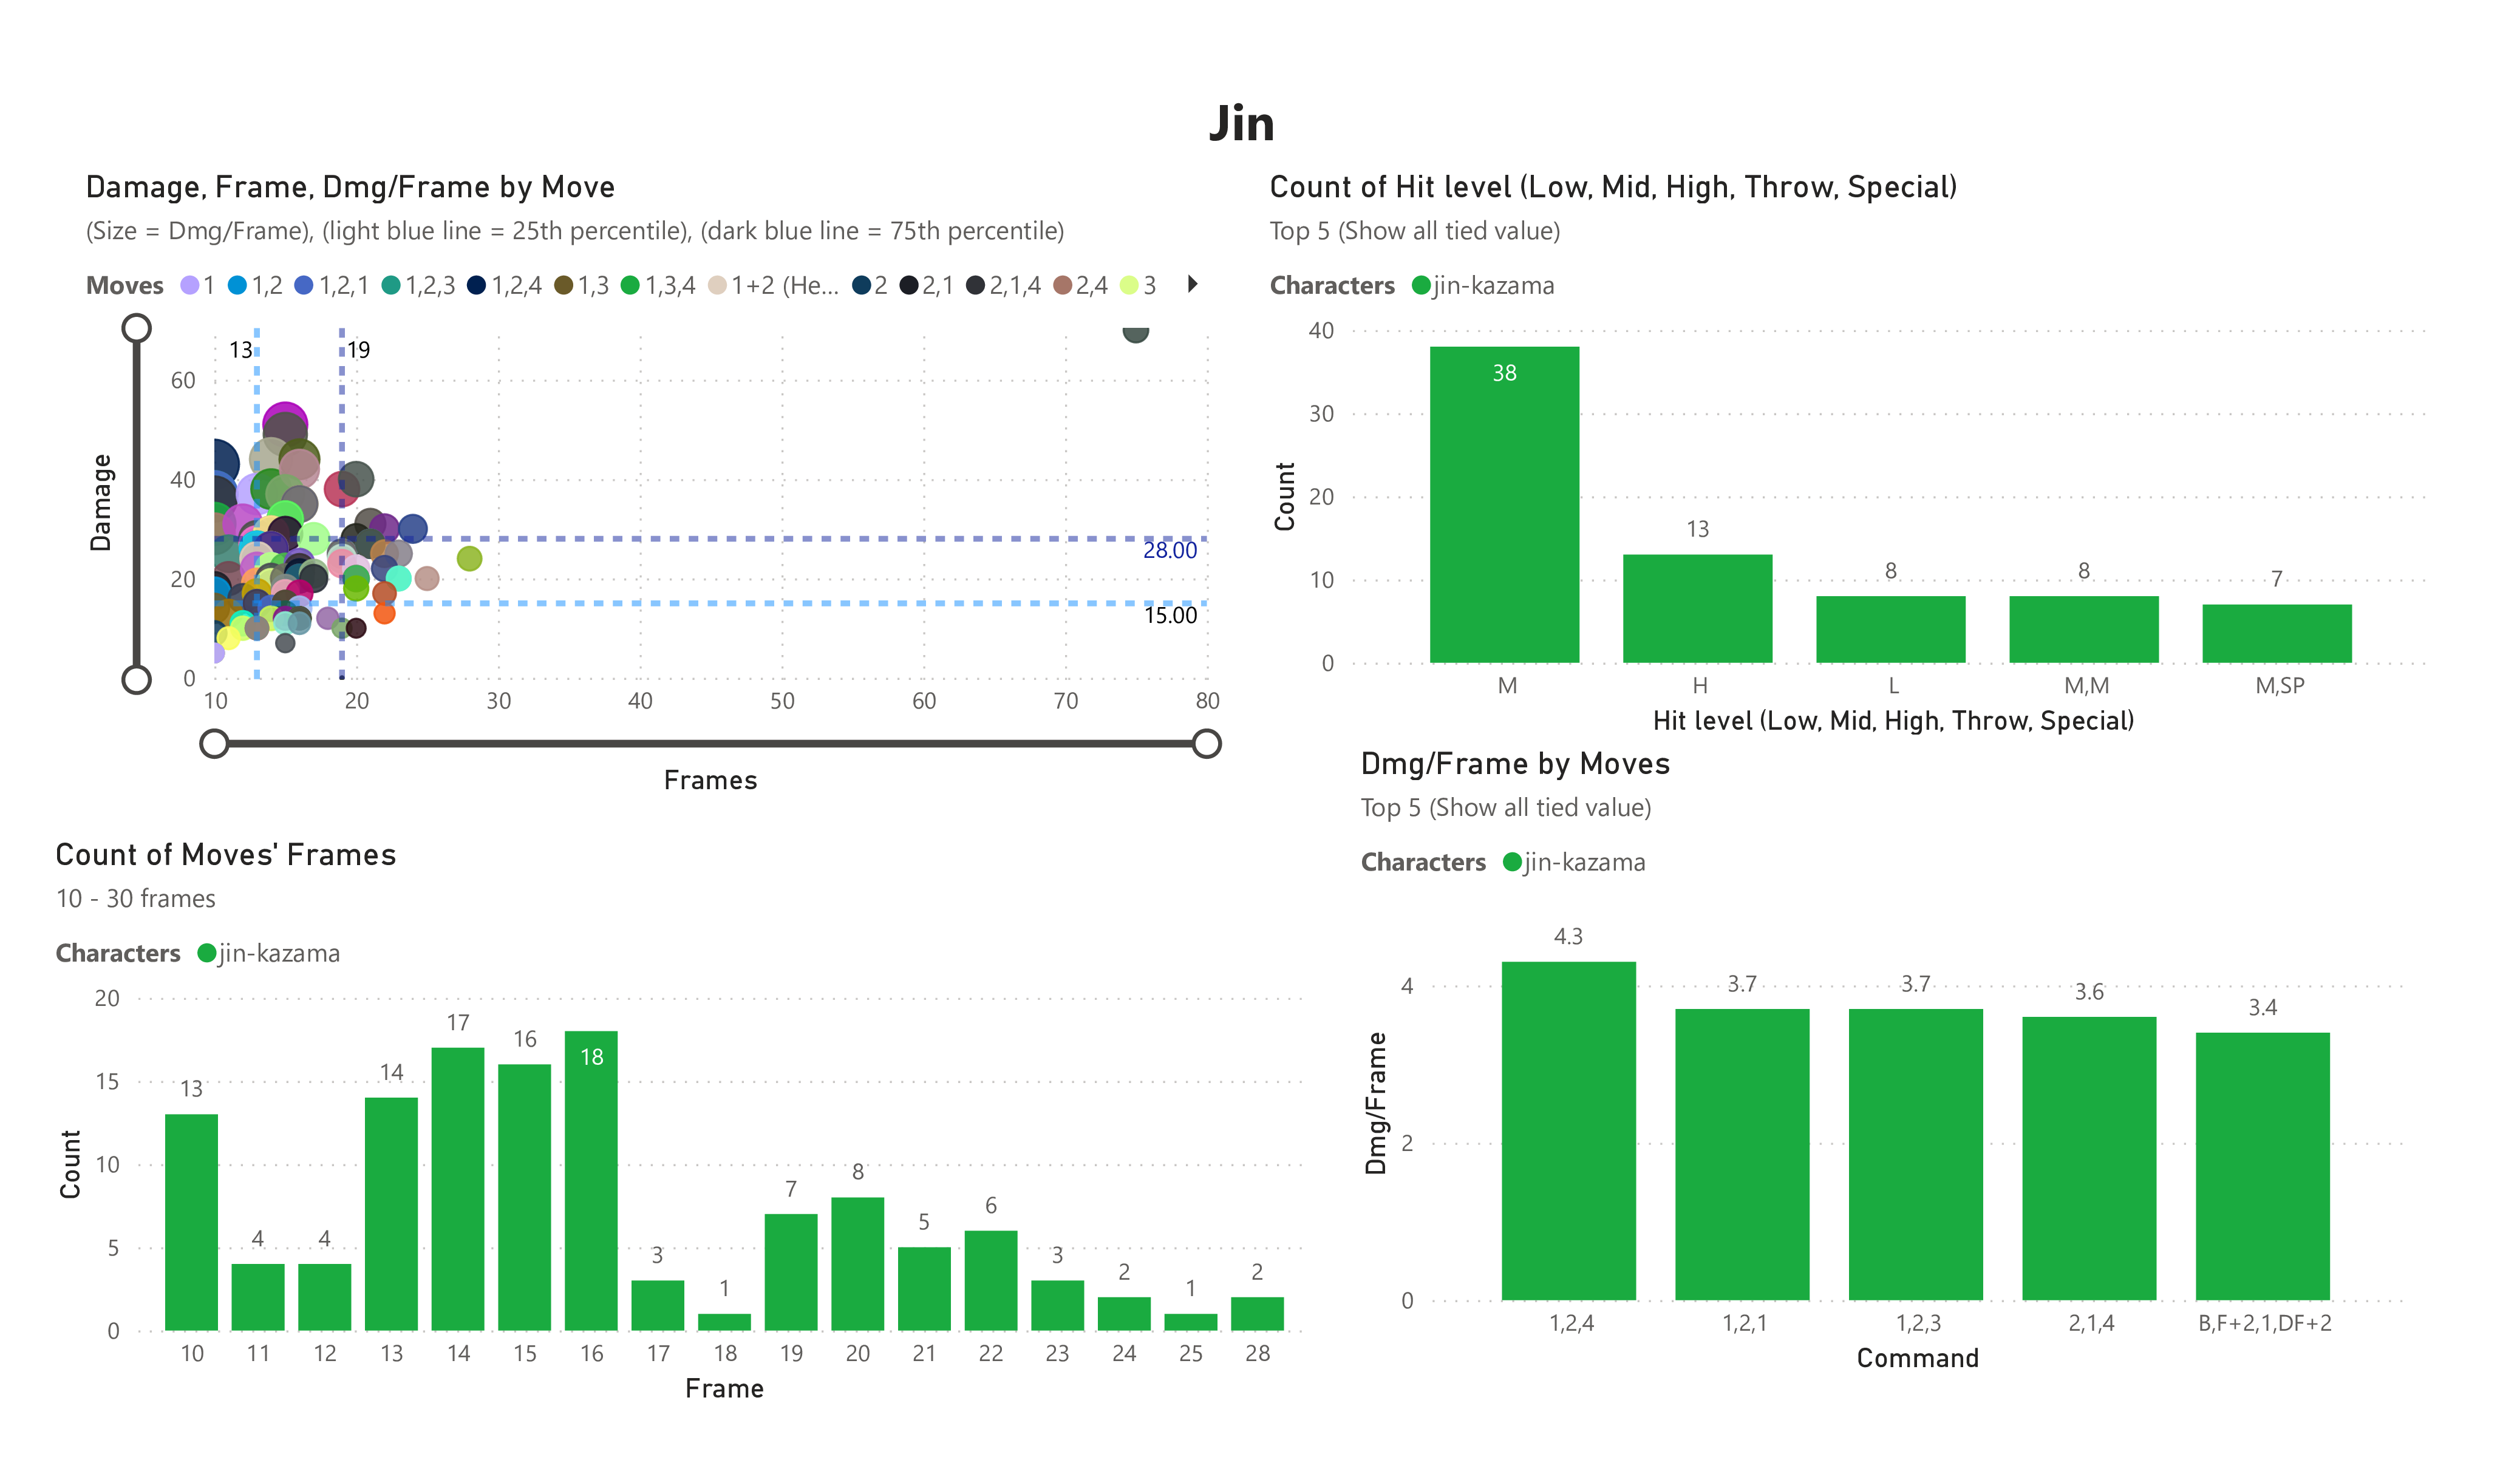 Jin
Damage, Frame, Dmg/Frame by Move
(Size = Dmg/Frame), (light blue line = 25th percentile), (dark blue line = 75th percentile)
Moves 1 1,2 1,2,1 1,2,3 1,2,4 1,3 1,3,4 1+2 (He... 2 2,1 2,1,4 2,4 3
13 19
60
40
20
0
28.00
15.00
Damage
10 20 30 40 50 60 70 80
Frames
Count of Hit level (Low, Mid, High, Throw, Special)
Top 5 (Show all tied value)
Characters jin-kazama
40
30
20
10
0
Count
38 13 8 8 7
M H L M,M M,SP
Hit level (Low, Mid, High, Throw, Special)
Count of Moves' Frames
10 - 30 frames
Characters jin-kazama
20
15
10
5
0
Count
13 4 4 14 17 16 18 3 1 7 8 5 6 3 2 1 2
10 11 12 13 14 15 16 17 18 19 20 21 22 23 24 25 28
Frame
Dmg/Frame by Moves
Top 5 (Show all tied value)
Characters jin-kazama
4
2
0
Dmg/Frame
4.3 3.7 3.7 3.6 3.4
1,2,4 1,2,1 1,2,3 2,1,4 B,F+2,1,DF+2
Command